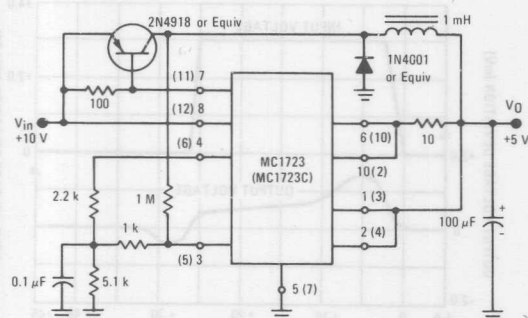 2N4918 or Equiv
1 mH
1N4001
or Equiv
100
(11) 7
(12) 8
(6) 4
(5) 3
Vin
+10 V
MC1723
(MC1723C)
6 (10)
10 (2)
1 (3)
2 (4)
5 (7)
10
VO
+5 V
2.2 k
1 M
1 k
0.1 µF
5.1 k
100 µF
+
-